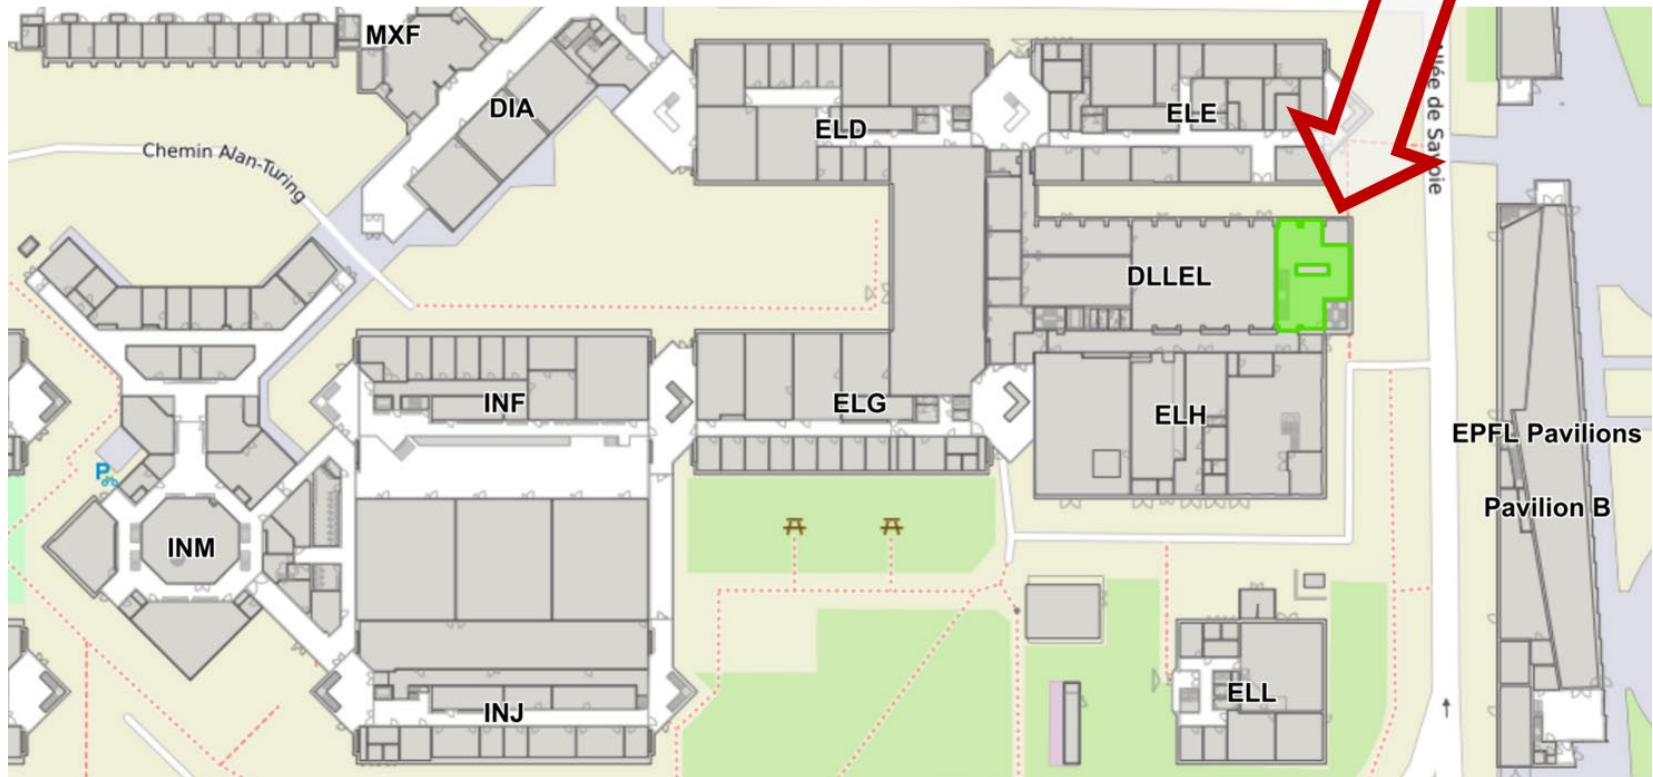 MXF
DIA
ELD
ELE
Allée de Savoie
Chemin Alan-Turing
DLLEL
INF
ELG
ELH
EPFL Pavilions
Pavilion B
P
INM
ELL
INJ